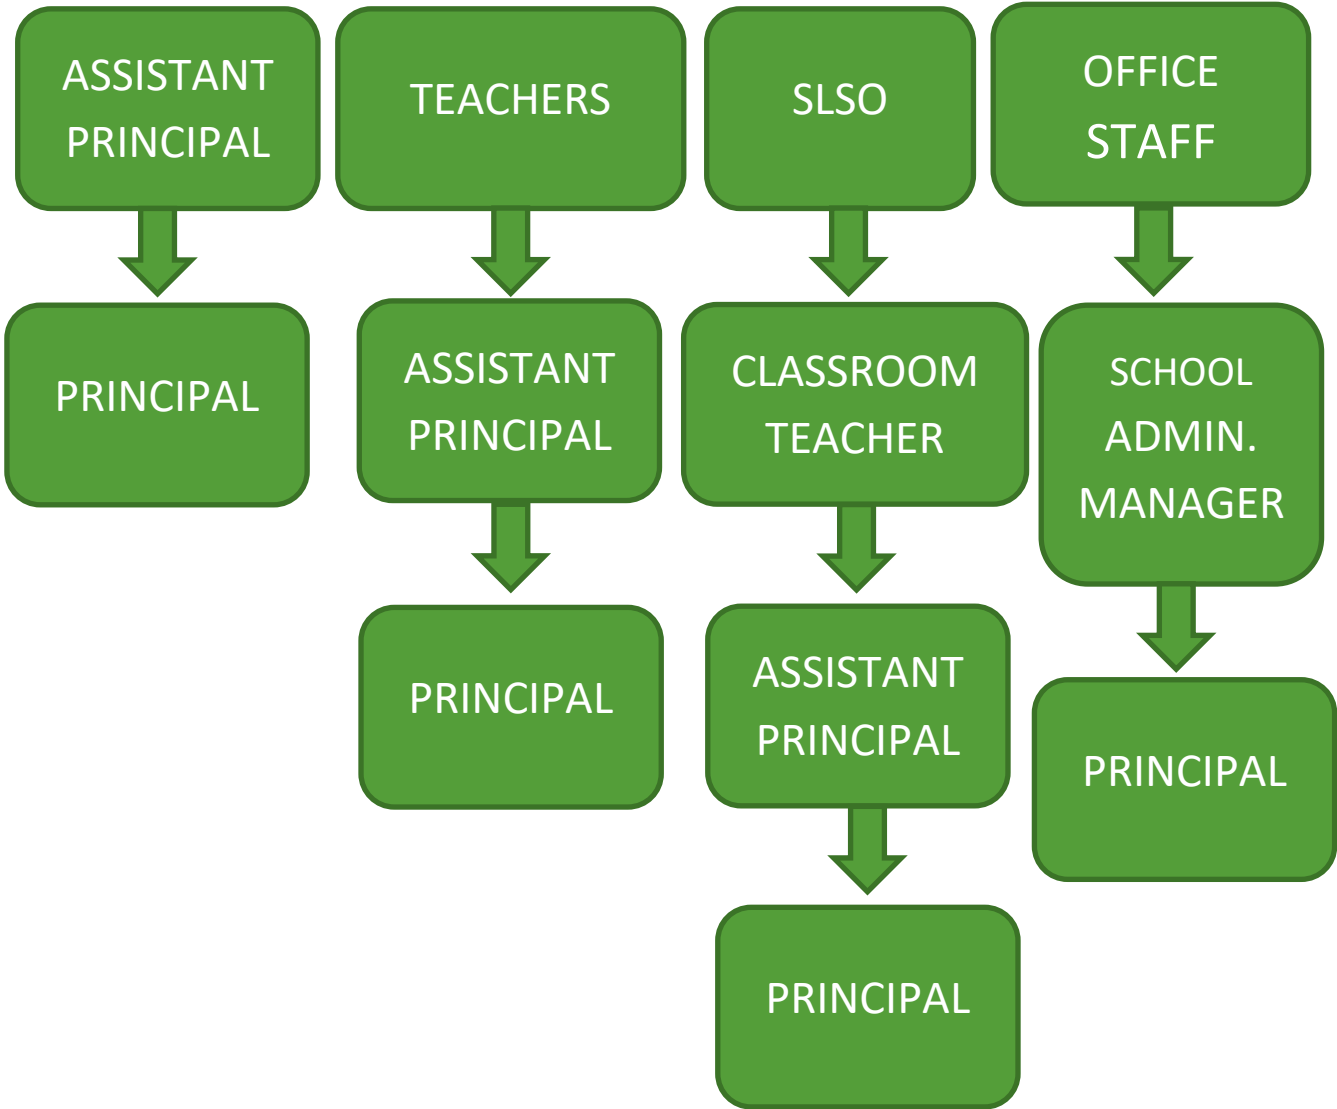 ASSISTANT
PRINCIPAL
PRINCIPAL
TEACHERS
ASSISTANT
PRINCIPAL
PRINCIPAL
SLSO
CLASSROOM
TEACHER
ASSISTANT
PRINCIPAL
PRINCIPAL
OFFICE
STAFF
SCHOOL
ADMIN.
MANAGER
PRINCIPAL